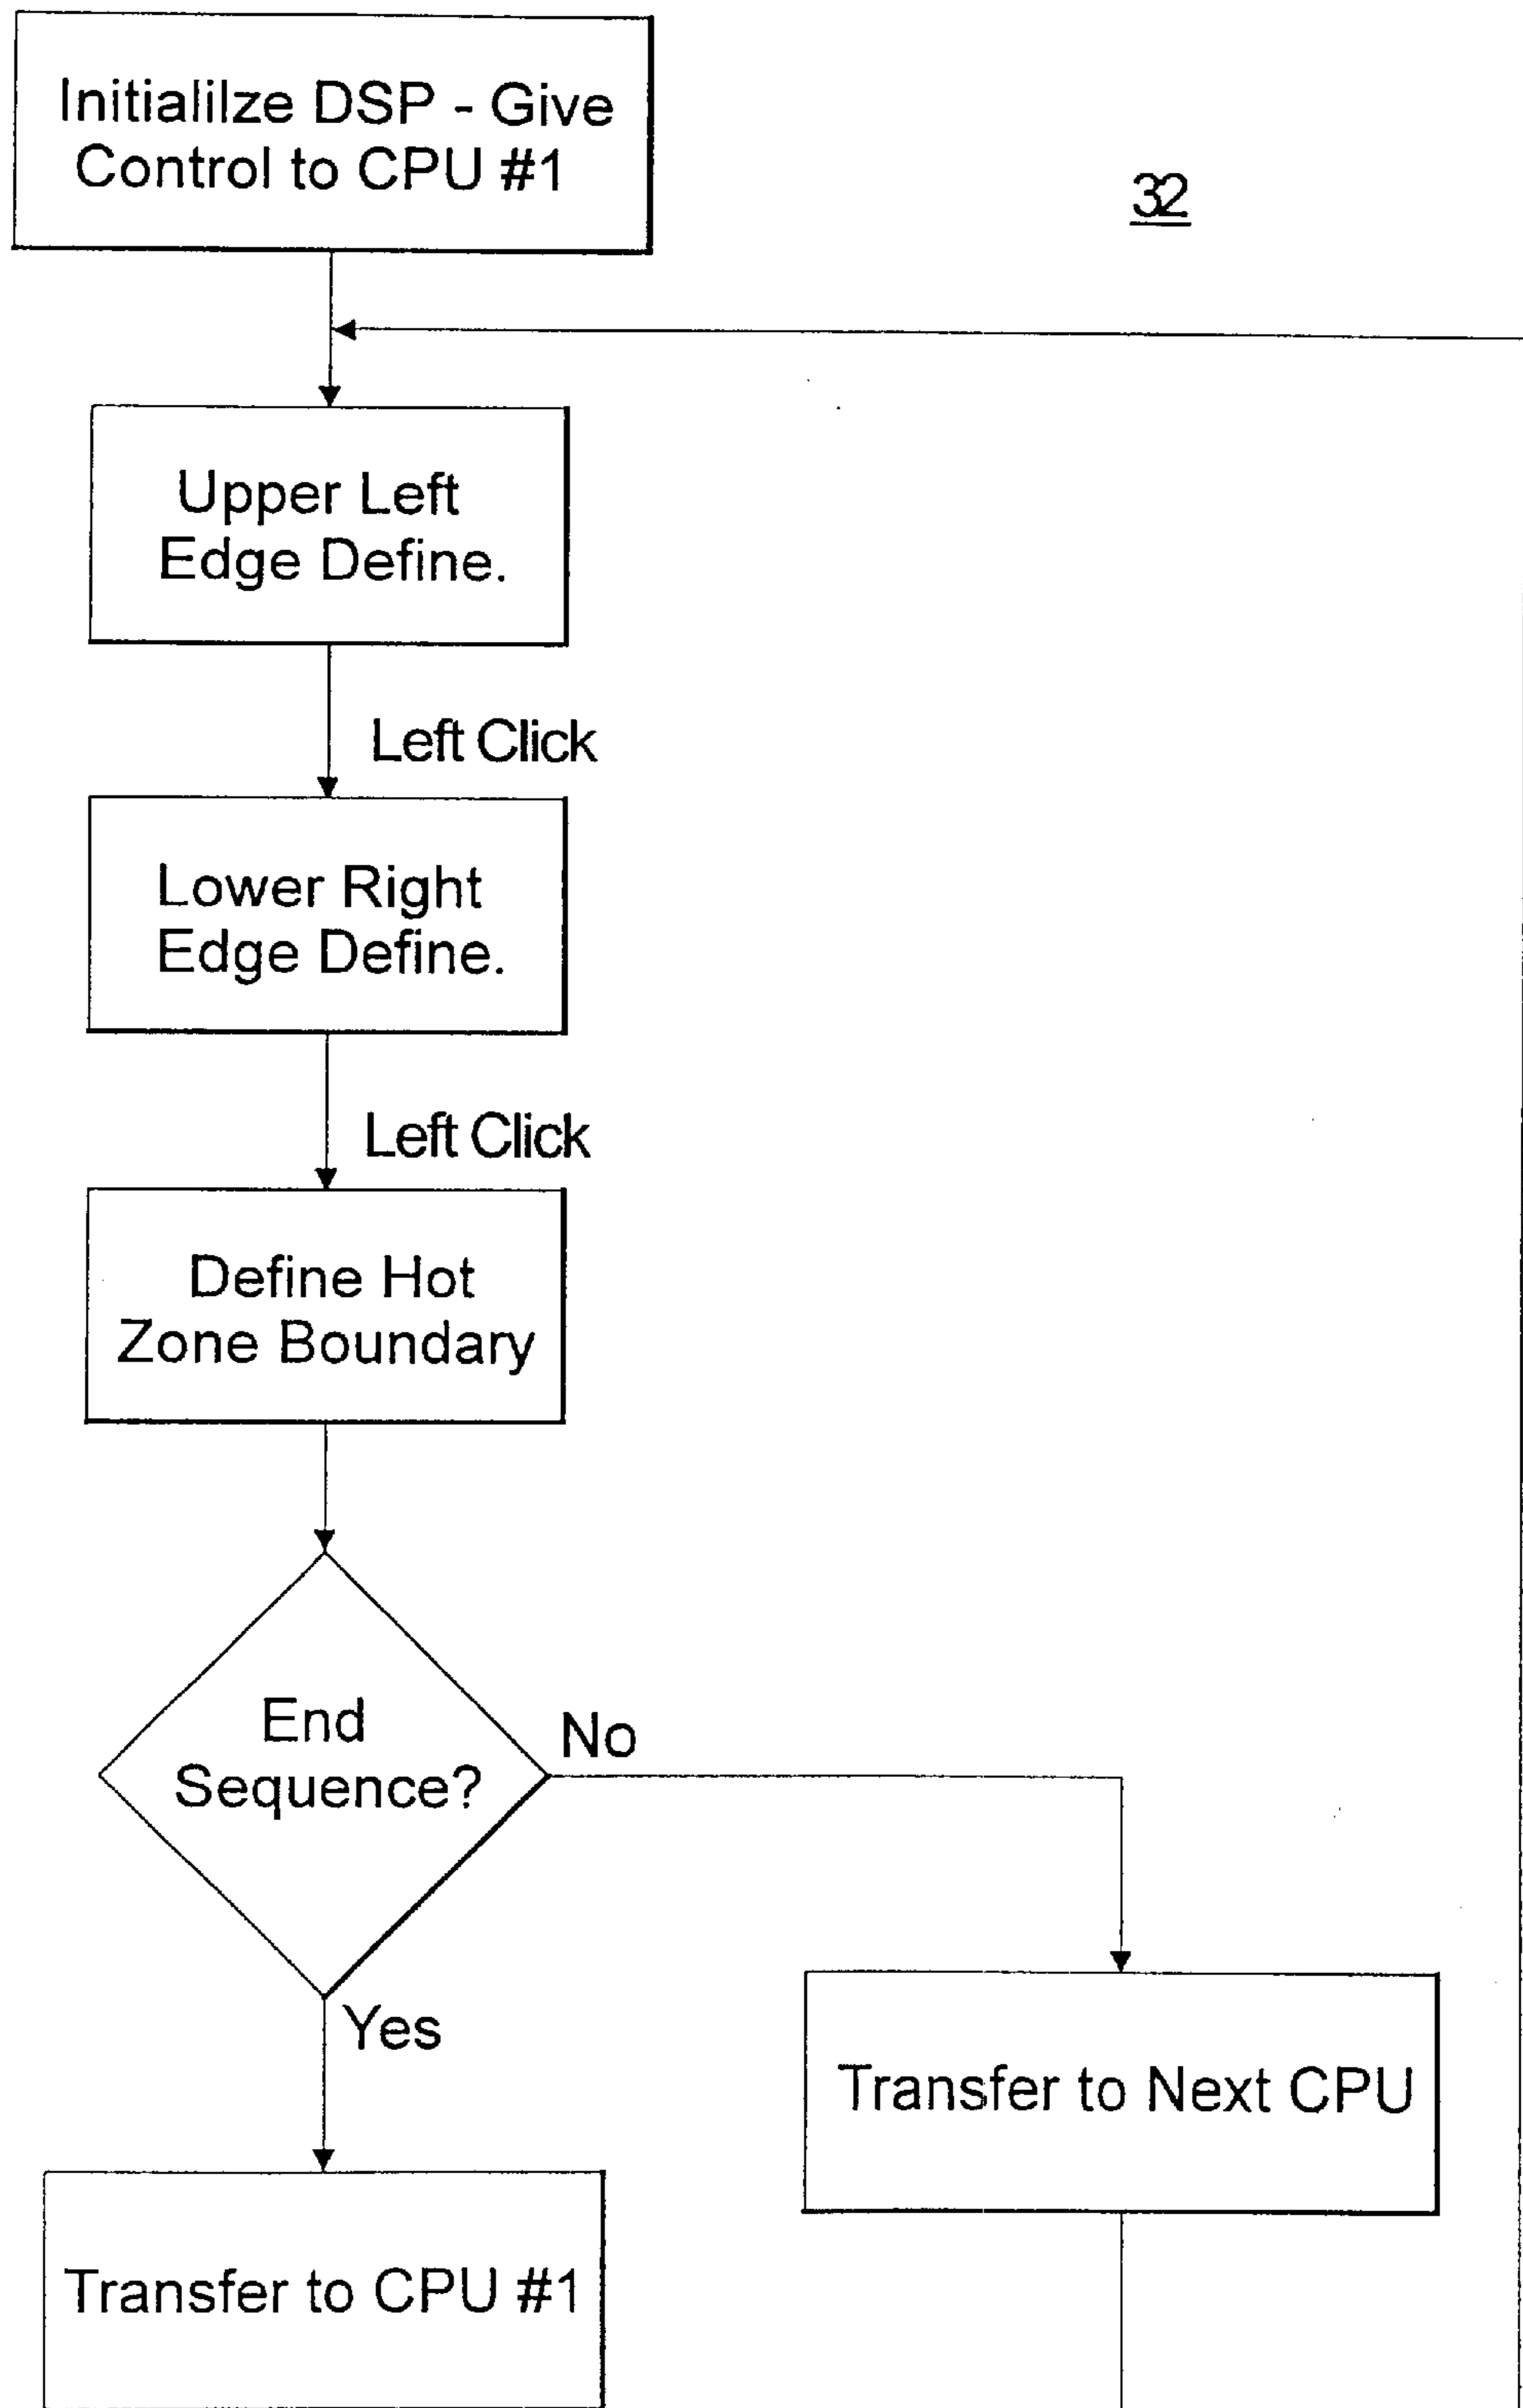 Initialilze DSP - Give
Control to CPU #1
32
Upper Left
Edge Define.
Left Click
Lower Right
Edge Define.
Left Click
Define Hot
Zone Boundary
End
Sequence?
No
Yes
Transfer to Next CPU
Transfer to CPU #1